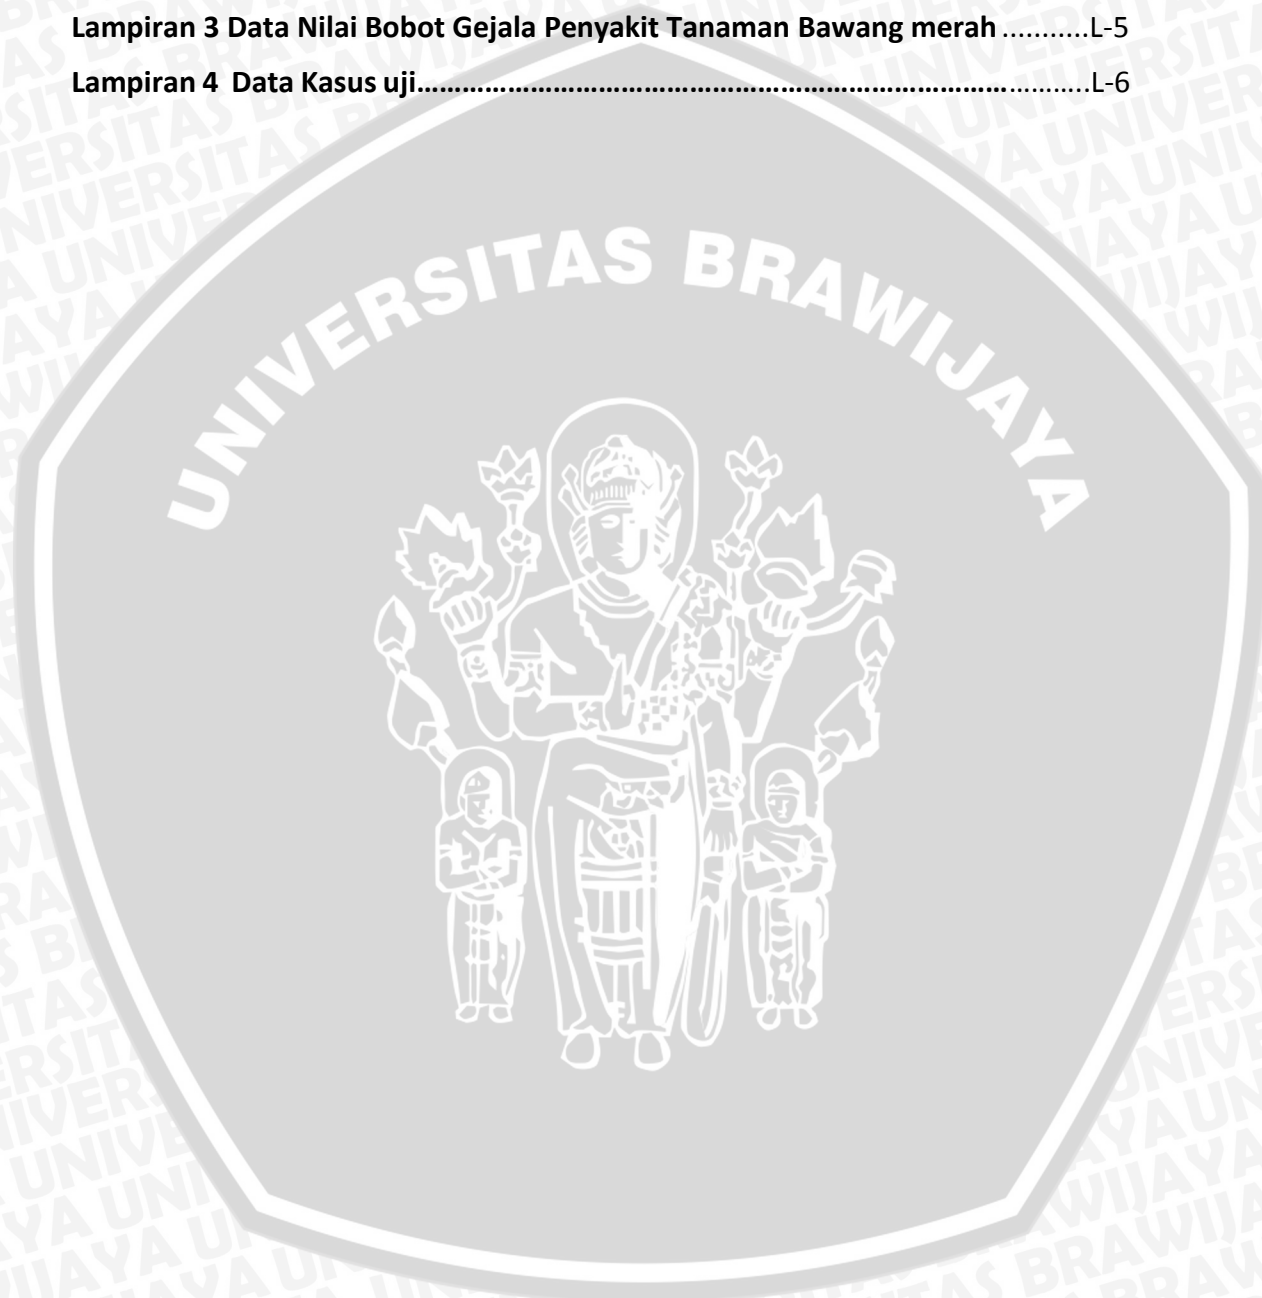 Lampiran 3 Data Nilai Bobot Gejala Penyakit Tanaman Bawang merah...........L-5
Lampiran 4  Data Kasus uji..........................................................................................L-6
UNIVERSITAS BRAWIJAYA